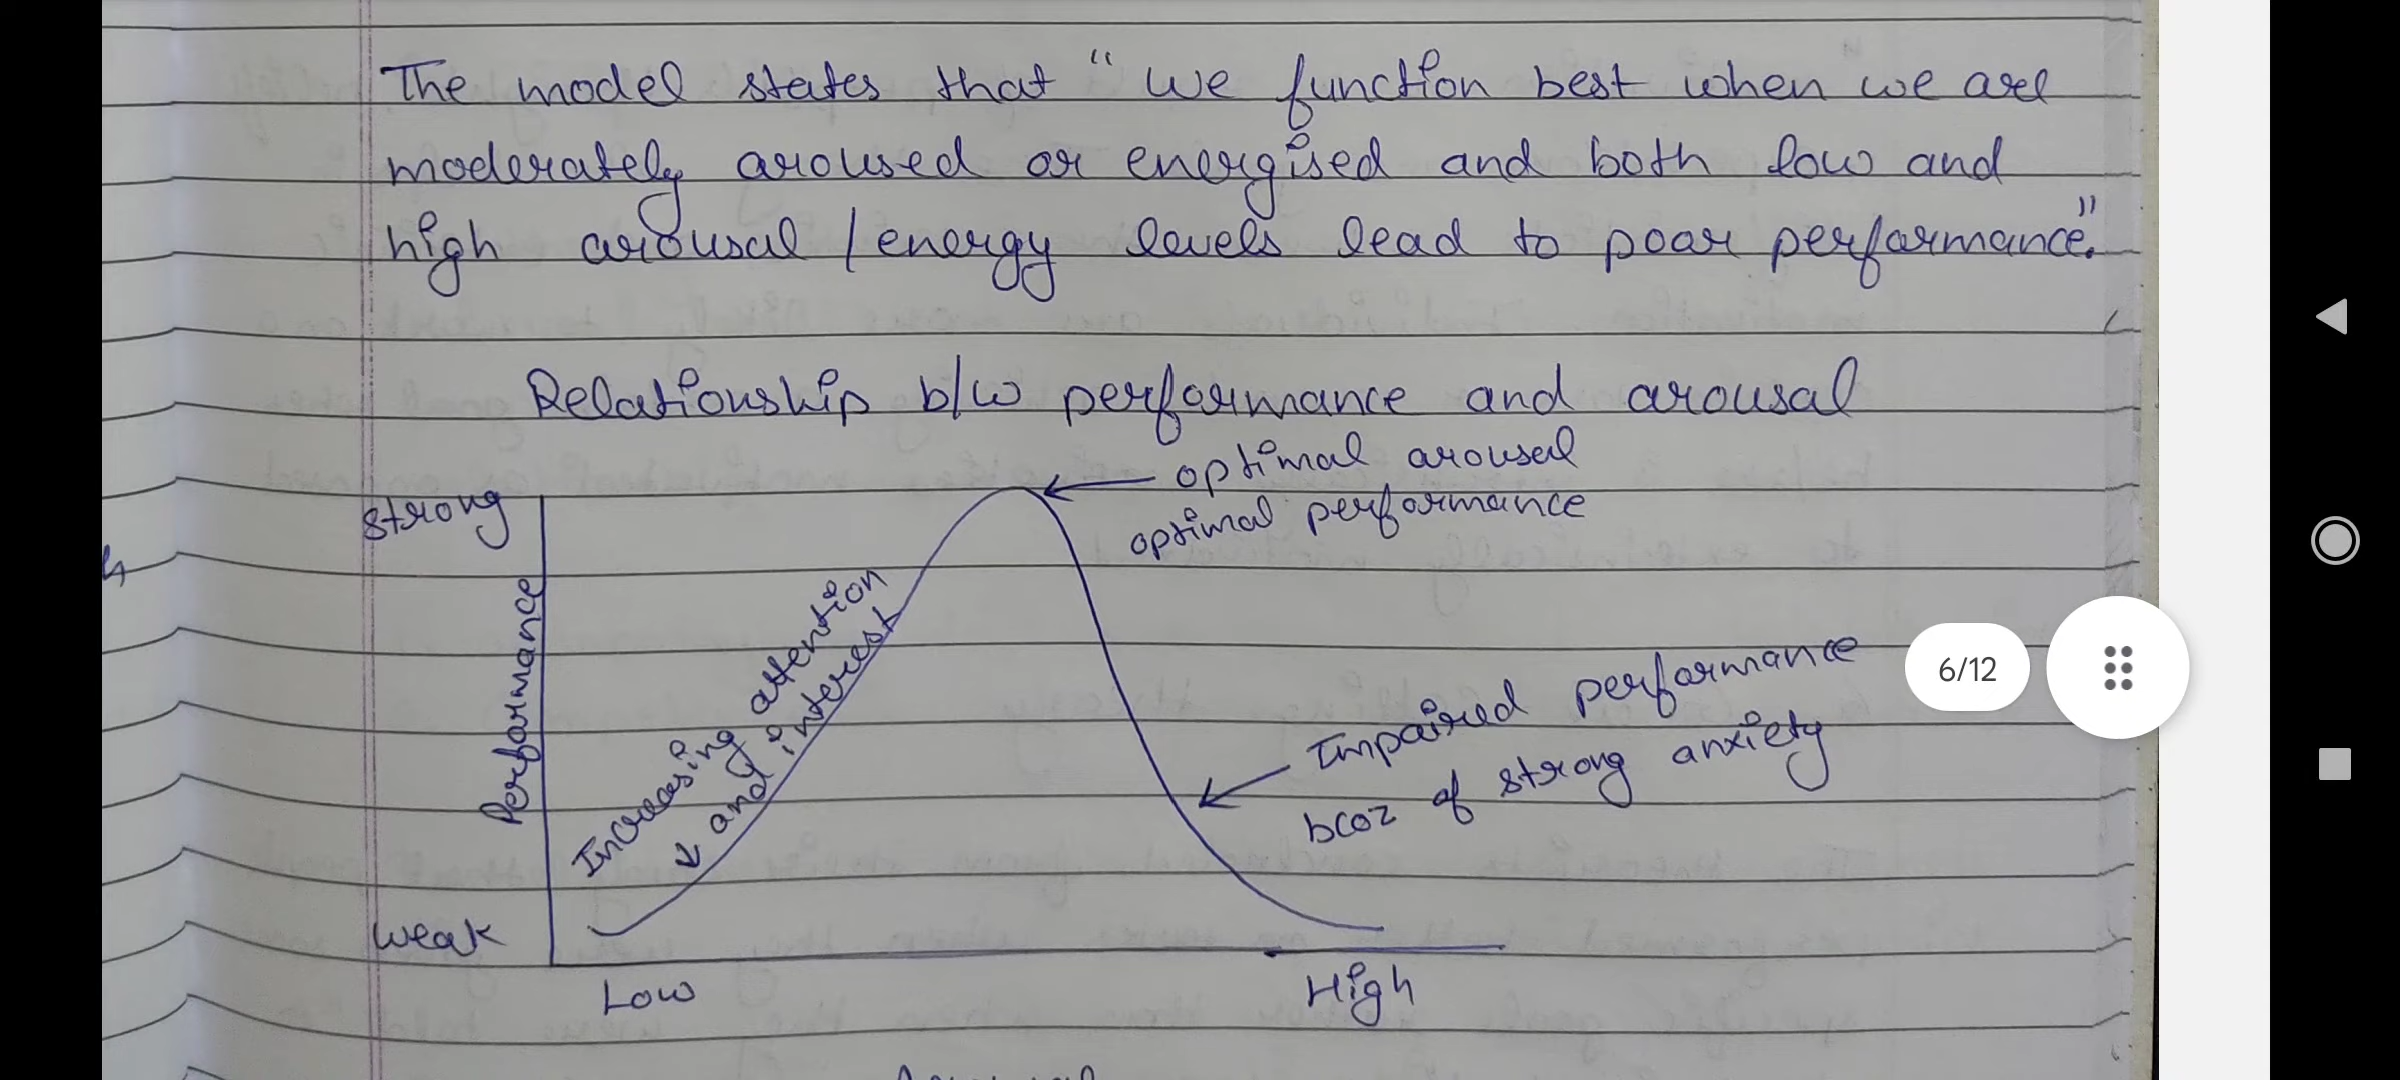 The model states that “ we function best when we are
moderately aroused or energised and both low and
high arousal / energy levels lead to poor performance.”
Relationship b/w performance and arousal
optimal arousal
optimal performance
strong
Performance
Increasing attention
and interest
Impaired performance
bcoz of strong anxiety
weak
Low
High
6/12